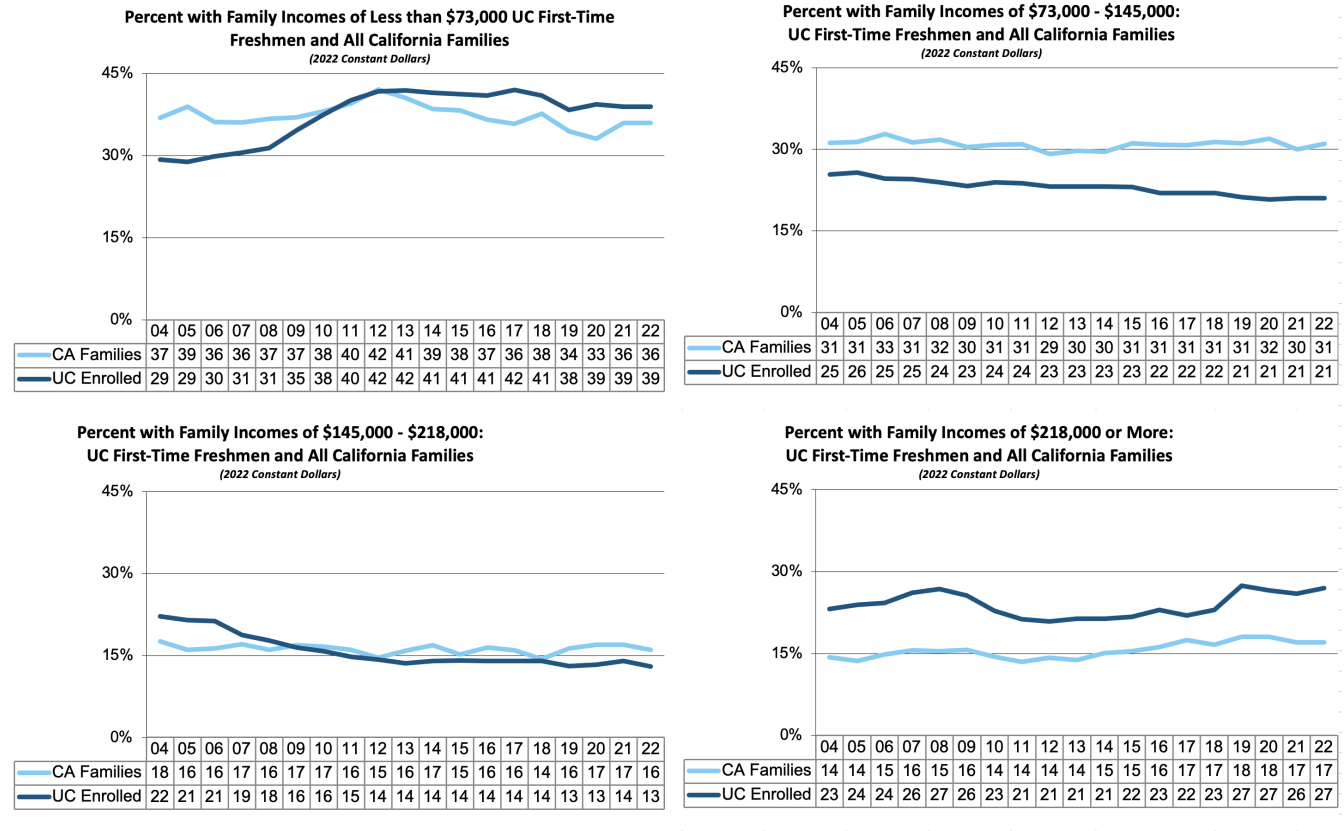 Percent with Family Incomes of Less than $73,000 UC First-Time
Freshmen and All California Families
(2022 Constant Dollars)
45%
30%
15%
0%
04 05 06 07 08 09 10 11 12 13 14 15 16 17 18 19 20 21 22
CA Families 37 39 36 36 37 37 38 40 42 41 39 38 37 36 38 34 33 36 36
UC Enrolled 29 29 30 31 31 35 38 40 42 42 41 41 41 42 41 38 39 39 39
Percent with Family Incomes of $73,000 - $145,000:
UC First-Time Freshmen and All California Families
(2022 Constant Dollars)
45%
30%
15%
0%
04 05 06 07 08 09 10 11 12 13 14 15 16 17 18 19 20 21 22
CA Families 31 31 33 31 32 30 31 31 29 30 30 31 31 31 31 31 32 30 31
UC Enrolled 25 26 25 25 24 23 24 24 23 23 23 23 22 22 22 21 21 21 21
Percent with Family Incomes of $145,000 - $218,000:
UC First-Time Freshmen and All California Families
(2022 Constant Dollars)
45%
30%
15%
0%
04 05 06 07 08 09 10 11 12 13 14 15 16 17 18 19 20 21 22
CA Families 18 16 16 17 16 17 17 16 15 16 17 15 16 16 14 16 17 17 16
UC Enrolled 22 21 21 19 18 16 16 15 14 14 14 14 14 14 14 13 13 14 13
Percent with Family Incomes of $218,000 or More:
UC First-Time Freshmen and All California Families
(2022 Constant Dollars)
45%
30%
15%
0%
04 05 06 07 08 09 10 11 12 13 14 15 16 17 18 19 20 21 22
CA Families 14 14 15 16 15 16 14 14 14 14 15 15 16 17 17 18 18 17 17
UC Enrolled 23 24 24 26 27 26 23 21 21 21 21 22 23 22 23 27 27 26 27